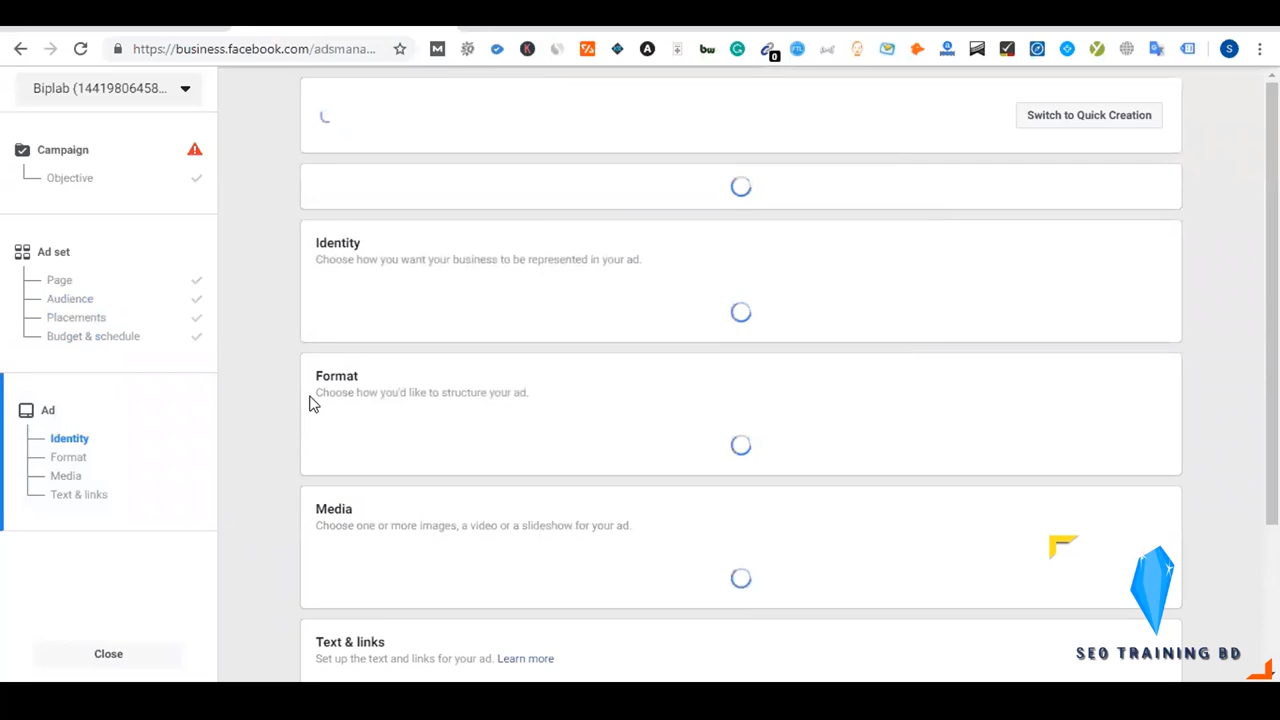 https://business.facebook.com/adsmana...
Biplab (14419806458...
Switch to Quick Creation
Campaign
Objective
Ad set
Page
Audience
Placements
Budget & schedule
Ad
Identity
Format
Media
Text & links
Close
Identity
Choose how you want your business to be represented in your ad.
Format
Choose how you'd like to structure your ad.
Media
Choose one or more images, a video or a slideshow for your ad.
Text & links
Set up the text and links for your ad. Learn more
SEO TRAINING BD
M
K
A
bw
0
FTL
S